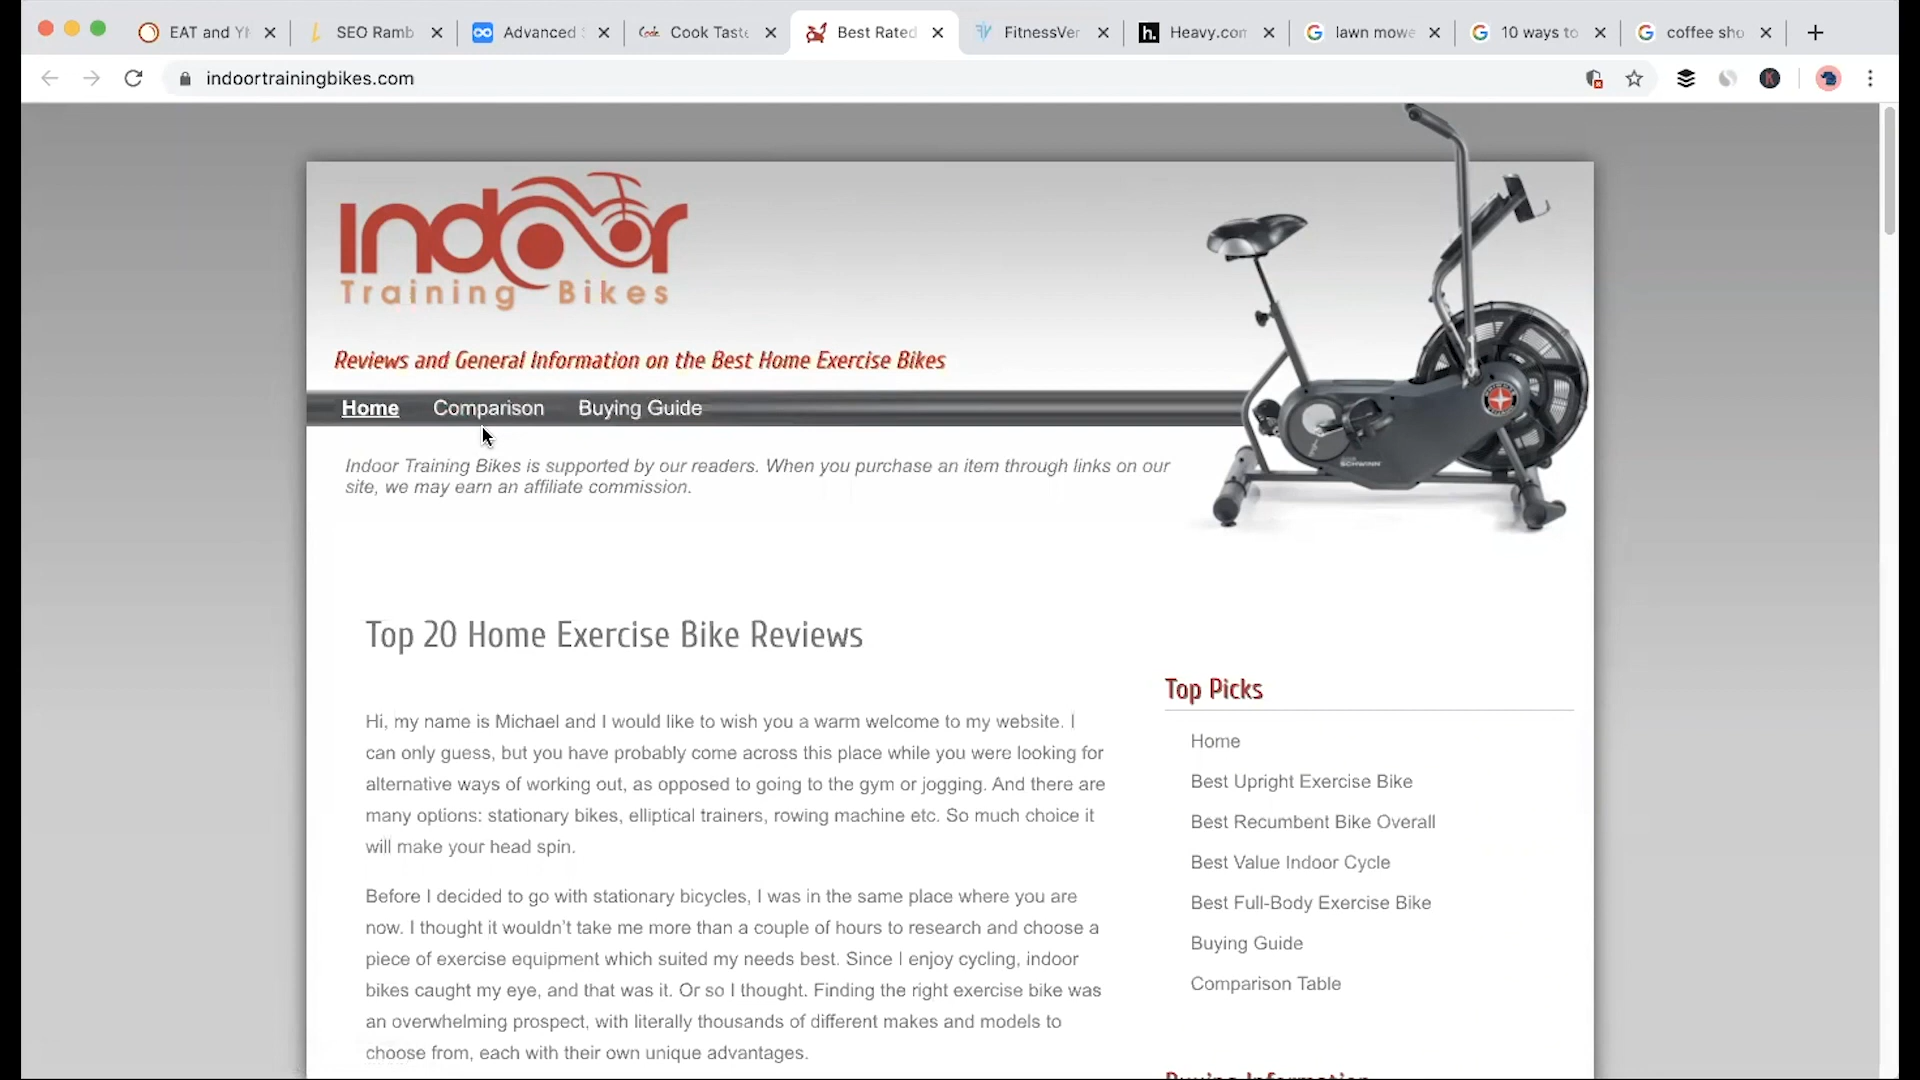 EAT and YI
SEO Ramb
Advanced
Code
Cook Taste
Best Rated
FitnessVer
h.
Heavy.com
lawn mowe
10 ways to
coffee sho
indoortrainingbikes.com
K
Indoor
Training Bikes
Reviews and General Information on the Best Home Exercise Bikes
Home Comparison Buying Guide
Indoor Training Bikes is supported by our readers. When you purchase an item through links on our
site, we may earn an affiliate commission.
SCHWINN
Top 20 Home Exercise Bike Reviews
Hi, my name is Michael and I would like to wish you a warm welcome to my website. I
can only guess, but you have probably come across this place while you were looking for
alternative ways of working out, as opposed to going to the gym or jogging. And there are
many options: stationary bikes, elliptical trainers, rowing machine etc. So much choice it
will make your head spin.
Before I decided to go with stationary bicycles, I was in the same place where you are
now. I thought it wouldn't take me more than a couple of hours to research and choose a
piece of exercise equipment which suited my needs best. Since I enjoy cycling, indoor
bikes caught my eye, and that was it. Or so I thought. Finding the right exercise bike was
an overwhelming prospect, with literally thousands of different makes and models to
choose from, each with their own unique advantages.
Top Picks
Home
Best Upright Exercise Bike
Best Recumbent Bike Overall
Best Value Indoor Cycle
Best Full-Body Exercise Bike
Buying Guide
Comparison Table
Buying Information